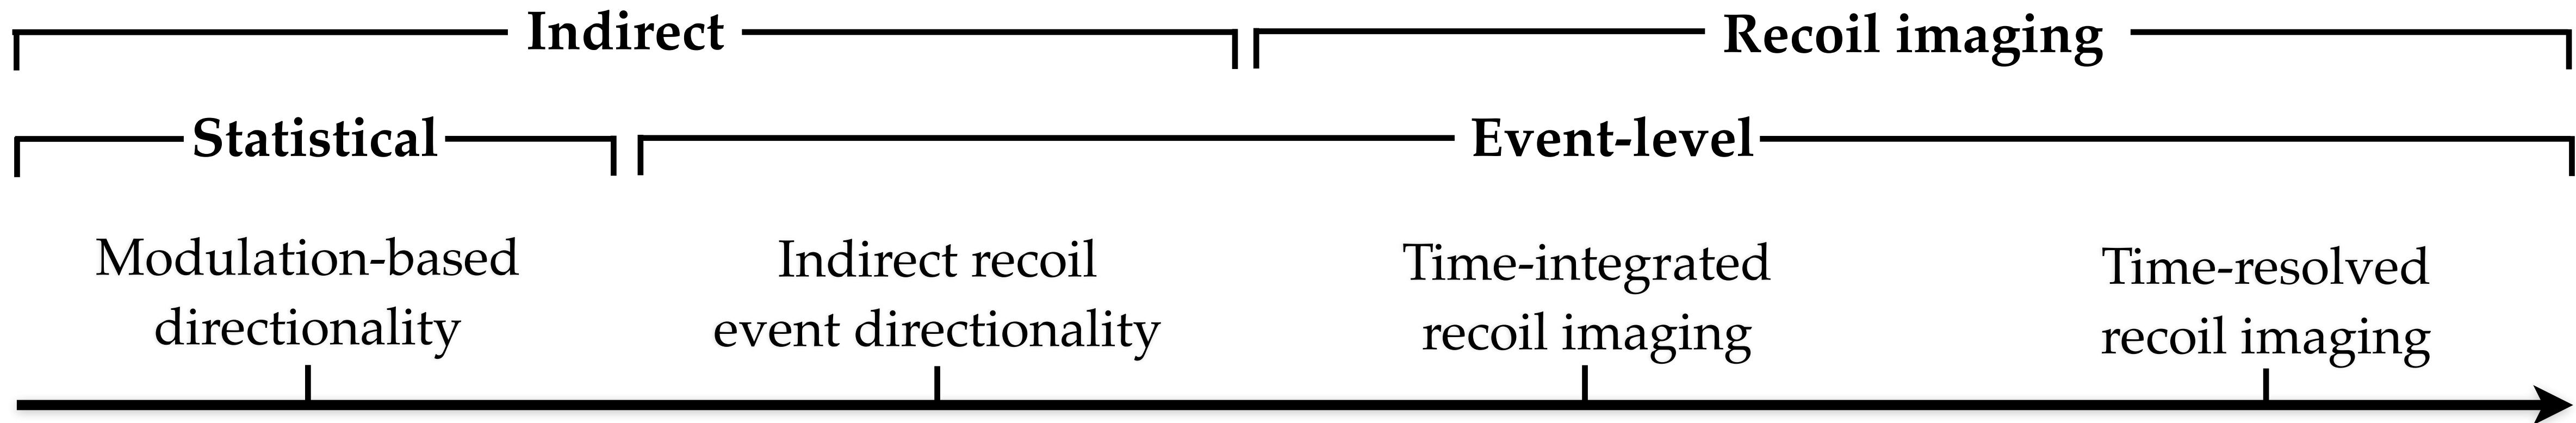 Indirect
Recoil imaging
Statistical
Event-level
Modulation-based
directionality
Indirect recoil
event directionality
Time-integrated
recoil imaging
Time-resolved
recoil imaging